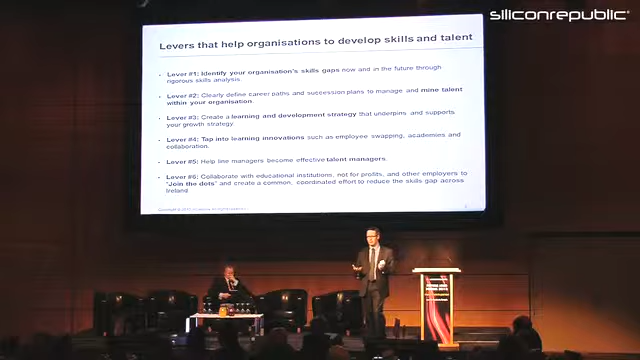 siliconrepublic
Levers that help organisations to develop skills and talent
Lever #1: Identify your organisation's skills gaps now and in the future through
rigorous skills analysis.
Lever #2: Clearly define career paths and succession plans to manage and mine talent
within your organisation.
Lever #3: Create a learning and development strategy that underpins and supports
your growth strategy
Lever #4: Tap into learning innovations such as employee swapping, academies and
collaboration.
Lever #5: Help line managers become effective talent managers.
Lever #6: Collaborate with educational institutions, not for profits, and other employers to
"Join the dots" and create a common, coordinated effort to reduce the skills gap across
Ireland